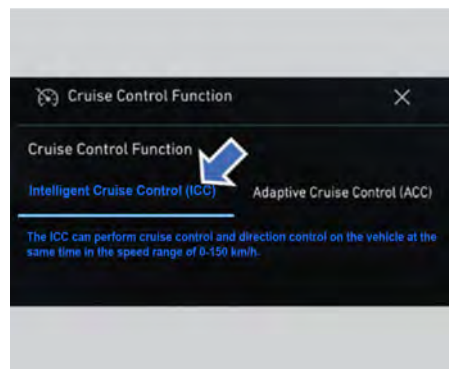 Cruise Control Function
Cruise Control Function
Intelligent Cruise Control (ICC)
Adaptive Cruise Control (ACC)
The ICC can perform cruise control and direction control on the vehicle at the
same time in the speed range of 0-150 km/h.